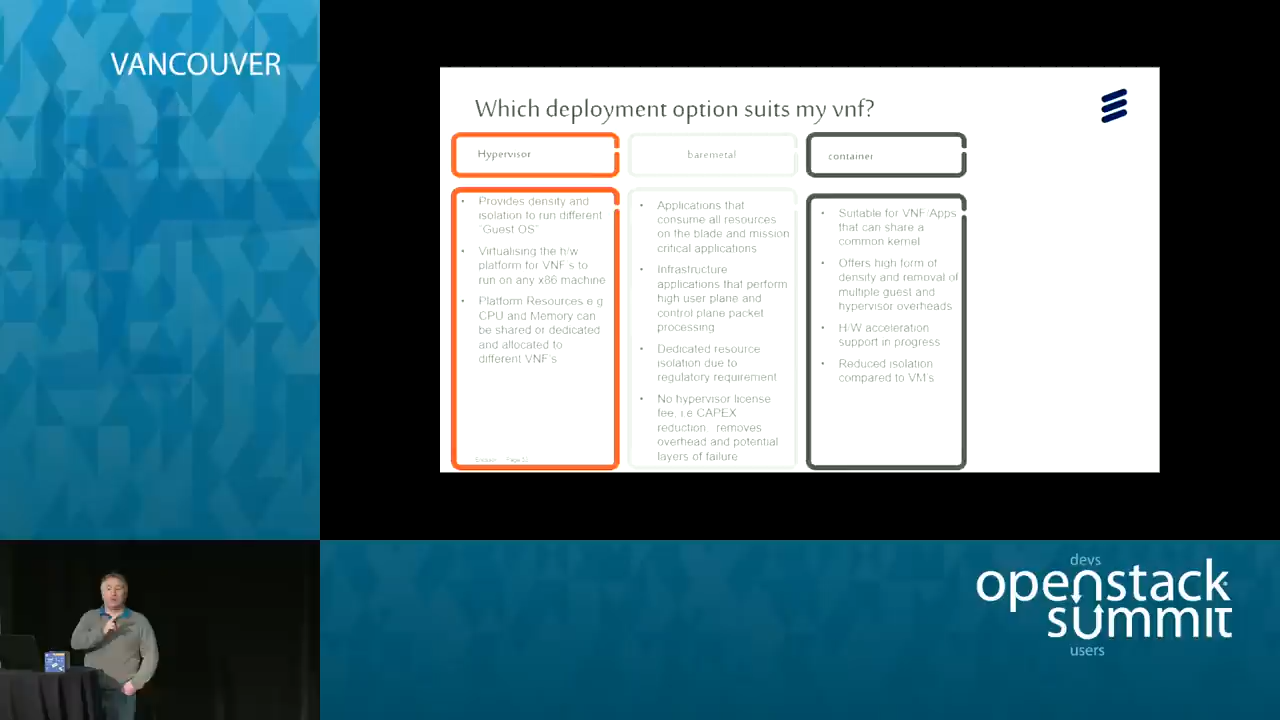 VANCOUVER
Which deployment option suits my vnf?
Hypervisor
• Provides density and
isolation to run different
"Guest OS"
• Virtualising the h/w
platform for VNF s to
run on any x86 machine
• Platform Resources e.g
CPU and Memory can
be shared or dedicated
and allocated to
different VNF's
Ericsson
baremetal
• Applications that
consume all resources
on the blade and mission
critical applications
• Infrastructure
applications that perform
high user plane and
control plane packet
processing
• Dedicated resource
isolation due to
regulatory requirement
• No hypervisor license
fee, i.e CAPEX
reduction, removes
overhead and potential
layers of failure
container
• Suitable for VNF/Apps
that can share a
common kernel
• Offers high form of
density and removal of
multiple guest and
hypervisor overheads
• H/W acceleration
support in progress
• Reduced isolation
compared to VM's
devs
openstack
summit
users